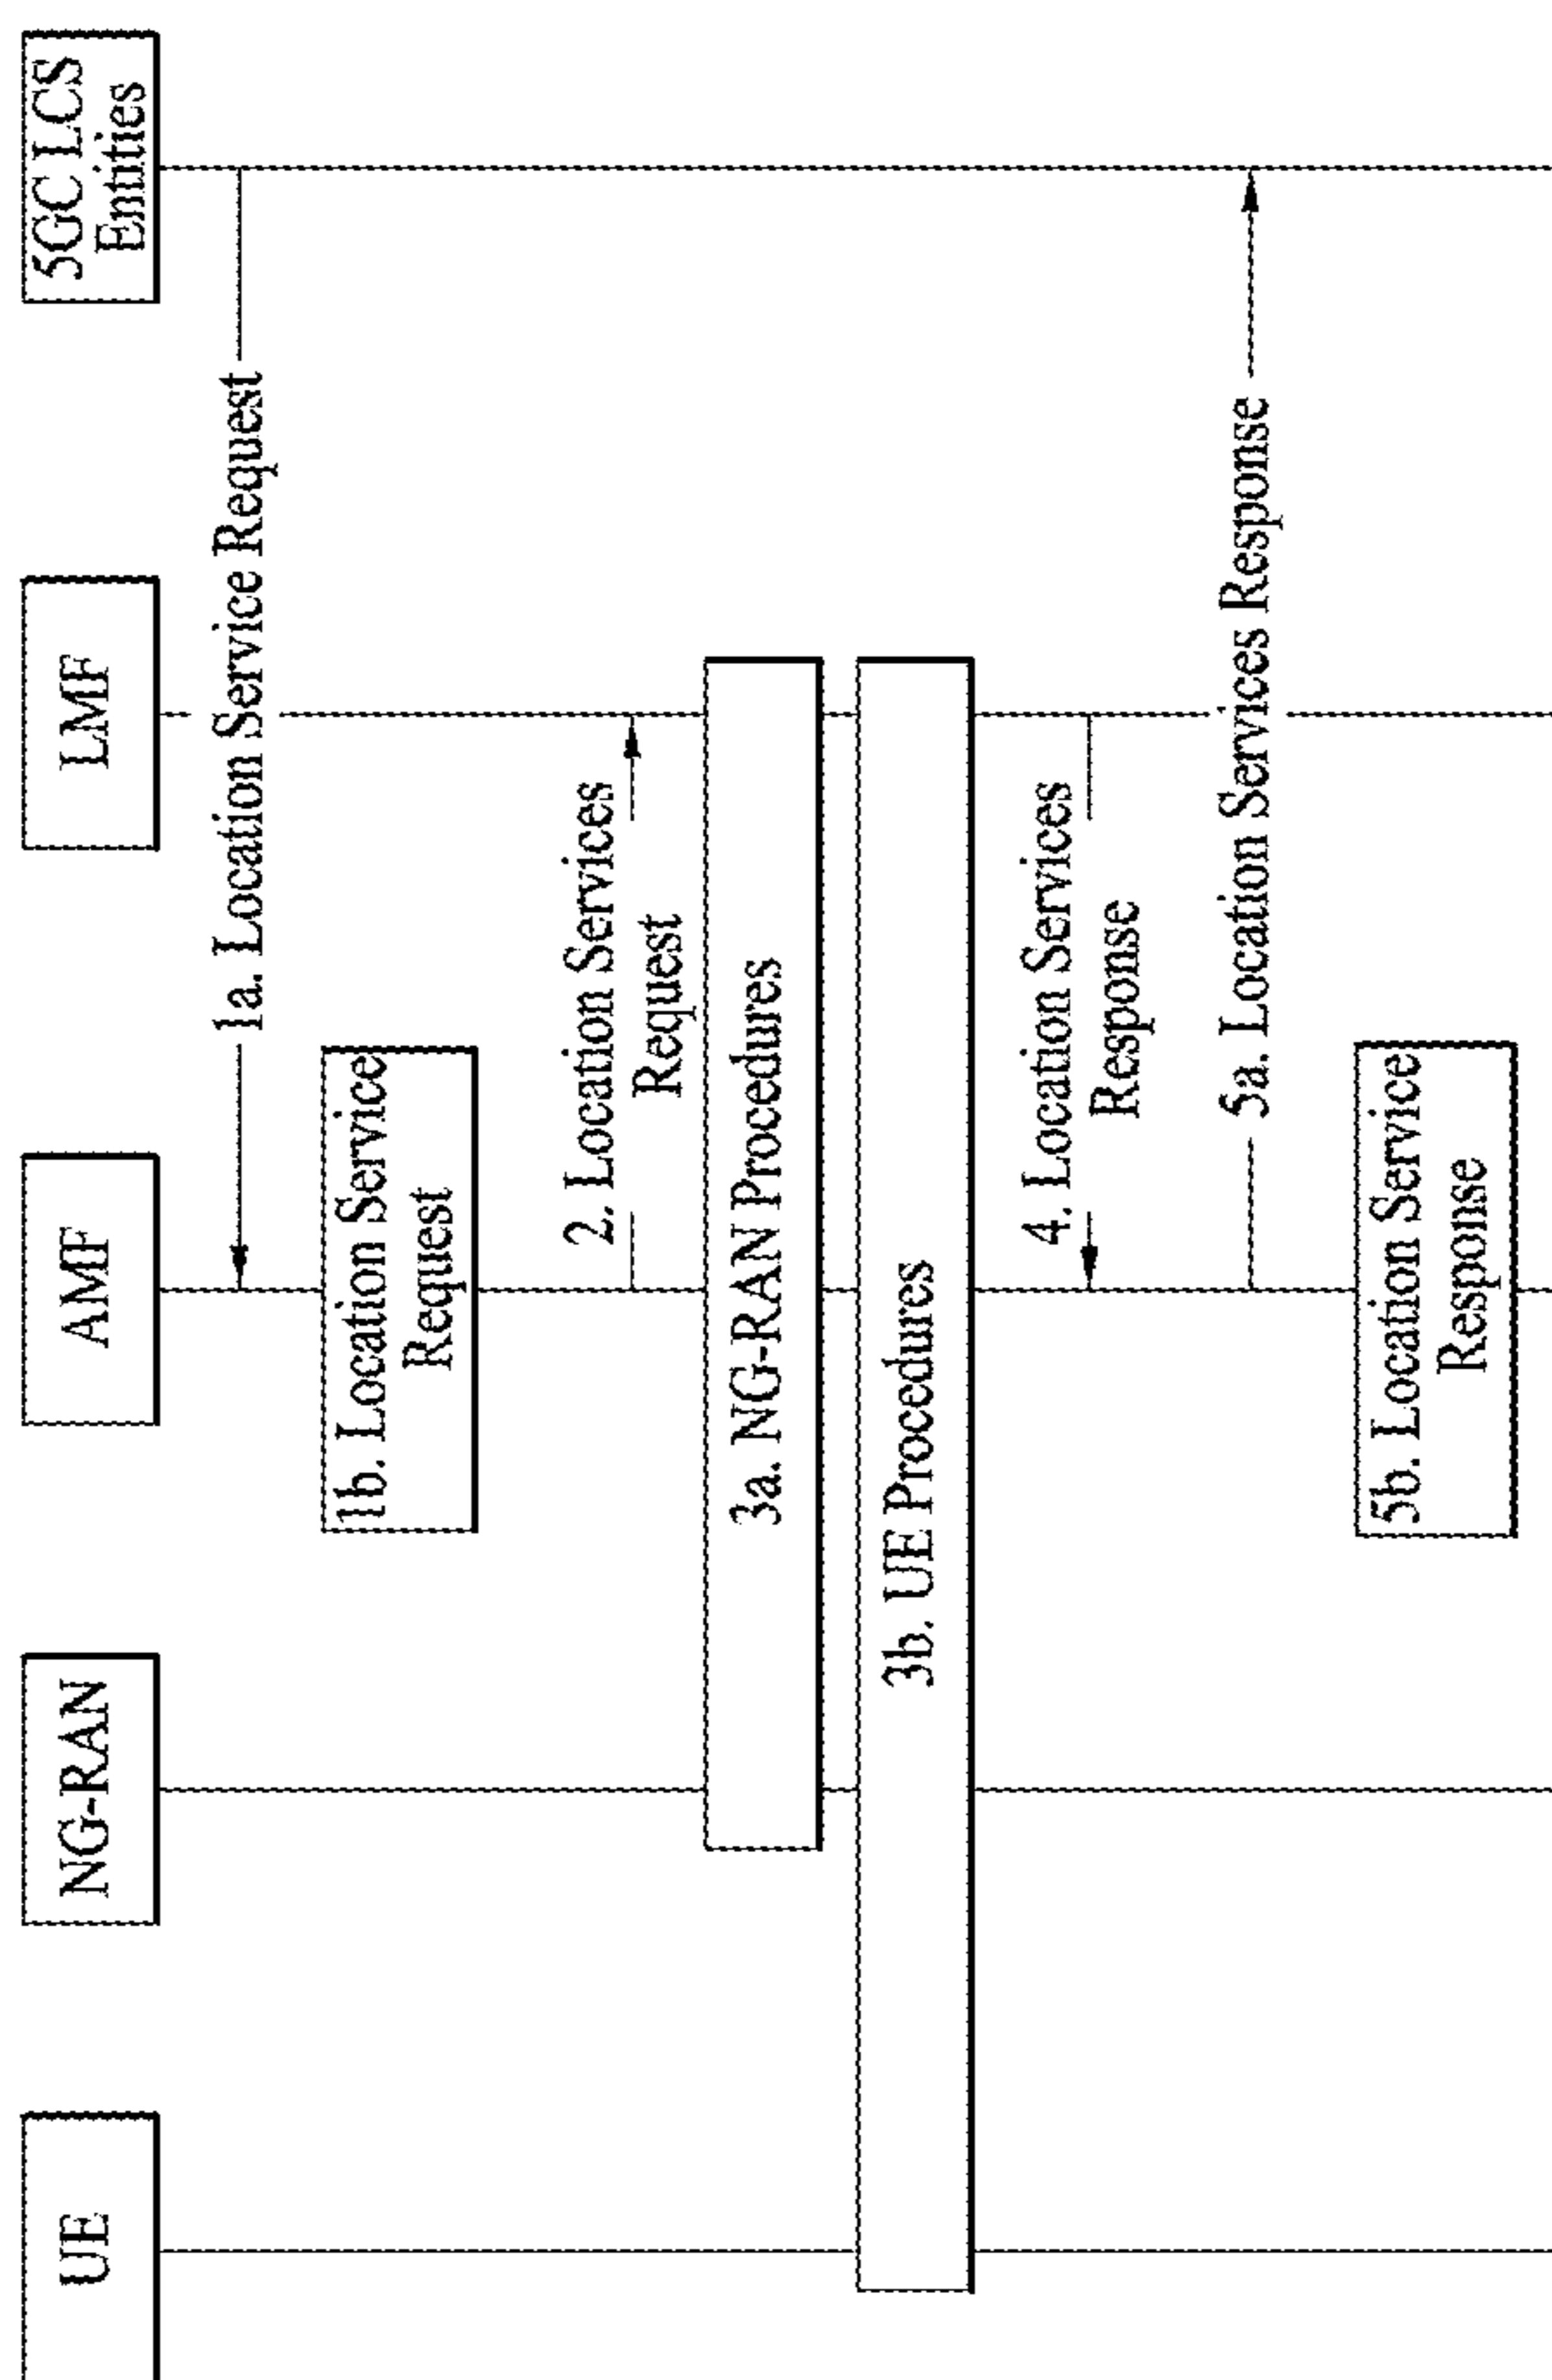 UE
NG-RAN
AMF
LMF
5GC LCS
Entities
1a. Location Service Request
1b. Location Service
Request
2. Location Services
Request
3a. NG-RAN Procedures
3b. UE Procedures
4. Location Services
Response
5a. Location Services Response
5b. Location Service
Response